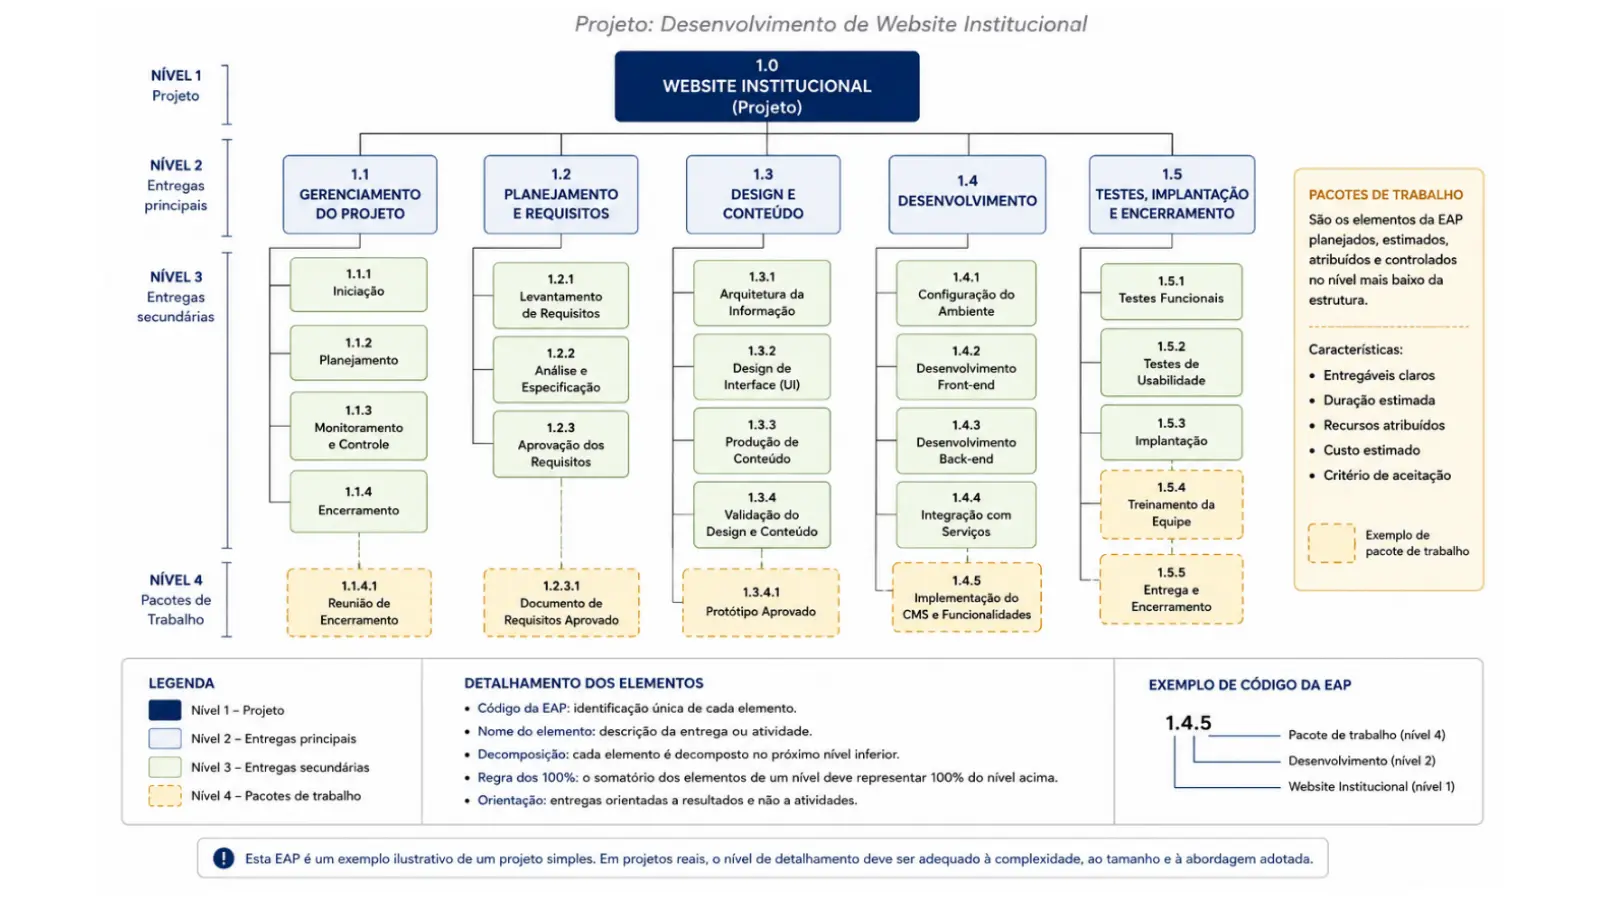 Projeto: Desenvolvimento de Website Institucional
1.0
WEBSITE INSTITUCIONAL
(Projeto)
NÍVEL 1
Projeto
NÍVEL 2
Entregas
principais
1.1
GERENCIAMENTO
DO PROJETO
1.2
PLANEJAMENTO
E REQUISITOS
1.3
DESIGN E
CONTEÚDO
1.4
DESENVOLVIMENTO
1.5
TESTES, IMPLANTAÇÃO
E ENCERRAMENTO
NÍVEL 3
Entregas
secundárias
1.1.1
Iniciação
1.1.2
Planejamento
1.1.3
Monitoramento
e Controle
1.1.4
Encerramento
1.2.1
Levantamento
de Requisitos
1.2.2
Análise e
Especificação
1.2.3
Aprovação dos
Requisitos
1.3.1
Arquitetura da
Informação
1.3.2
Design de
Interface (UI)
1.3.3
Produção de
Conteúdo
1.3.4
Validação do
Design e Conteúdo
1.4.1
Configuração do
Ambiente
1.4.2
Desenvolvimento
Front-end
1.4.3
Desenvolvimento
Back-end
1.4.4
Integração com
Serviços
1.5.1
Testes Funcionais
1.5.2
Testes de
Usabilidade
1.5.3
Implantação
1.5.4
Treinamento da
Equipe
1.5.5
Entrega e
Encerramento
NÍVEL 4
Pacotes de
Trabalho
1.1.4.1
Reunião de
Encerramento
1.2.3.1
Documento de
Requisitos Aprovado
1.3.4.1
Protótipo Aprovado
1.4.5
Implementação do
CMS e Funcionalidades
PACOTES DE TRABALHO
São os elementos da EAP
planejados, estimados,
atribuídos e controlados
no nível mais baixo da
estrutura.
Características:
• Entregáveis claros
• Duração estimada
• Recursos atribuídos
• Custo estimado
• Critério de aceitação
Exemplo de
pacote de trabalho
LEGENDA
Nível 1 – Projeto
Nível 2 – Entregas principais
Nível 3 – Entregas secundárias
Nível 4 – Pacotes de trabalho
DETALHAMENTO DOS ELEMENTOS
• Código da EAP: identificação única de cada elemento.
• Nome do elemento: descrição da entrega ou atividade.
• Decomposição: cada elemento é decomposto no próximo nível inferior.
• Regra dos 100%: o somatório dos elementos de um nível deve representar 100% do nível acima.
• Orientação: entregas orientadas a resultados e não a atividades.
EXEMPLO DE CÓDIGO DA EAP
1.4.5
Pacote de trabalho (nível 4)
Desenvolvimento (nível 2)
Website Institucional (nível 1)
! Esta EAP é um exemplo ilustrativo de um projeto simples. Em projetos reais, o nível de detalhamento deve ser adequado à complexidade, ao tamanho e à abordagem adotada.